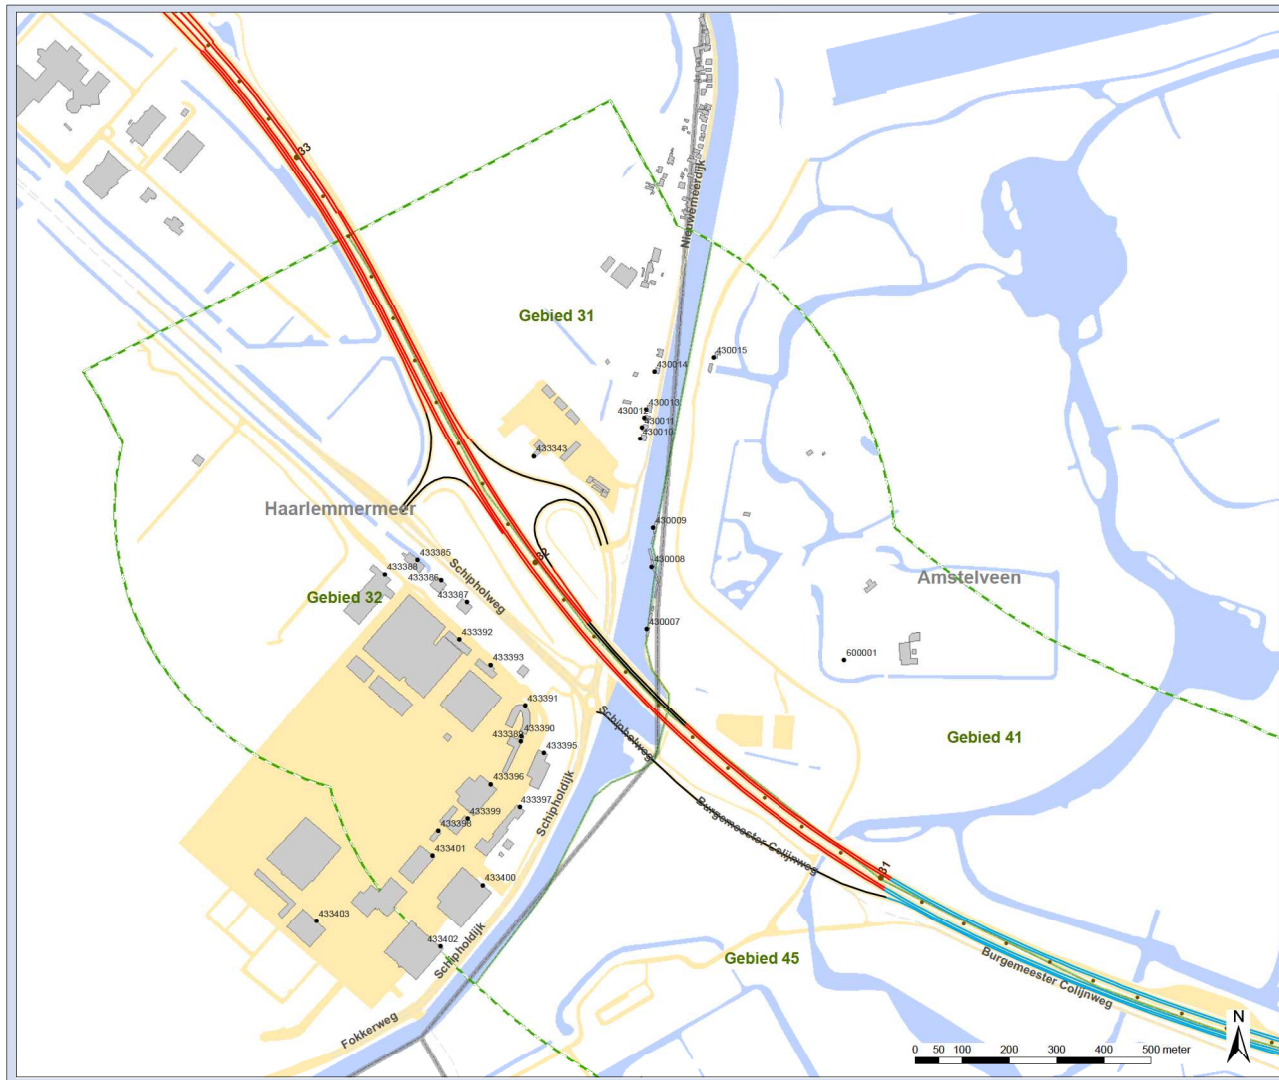 33
Nieuwemeerdijk
Gebied 31
430015
430014
430013
430012
430011
430010
433343
Haarlemmermeer
430009
32
433385
430008
433388
433386
Schipholweg
Amstelveen
Gebied 32
433387
430007
433392
600001
433393
433391
Schipholweg
433390
433389
Gebied 41
433395
433396
Schipholdijk
433397
Burgemeester Colijnweg
433399
433398
433401
31
433400
433403
433402
Schipholdijk
Gebied 45
Burgemeester Colijnweg
Fokkerweg
N
0 50 100 200 300 400 500 meter